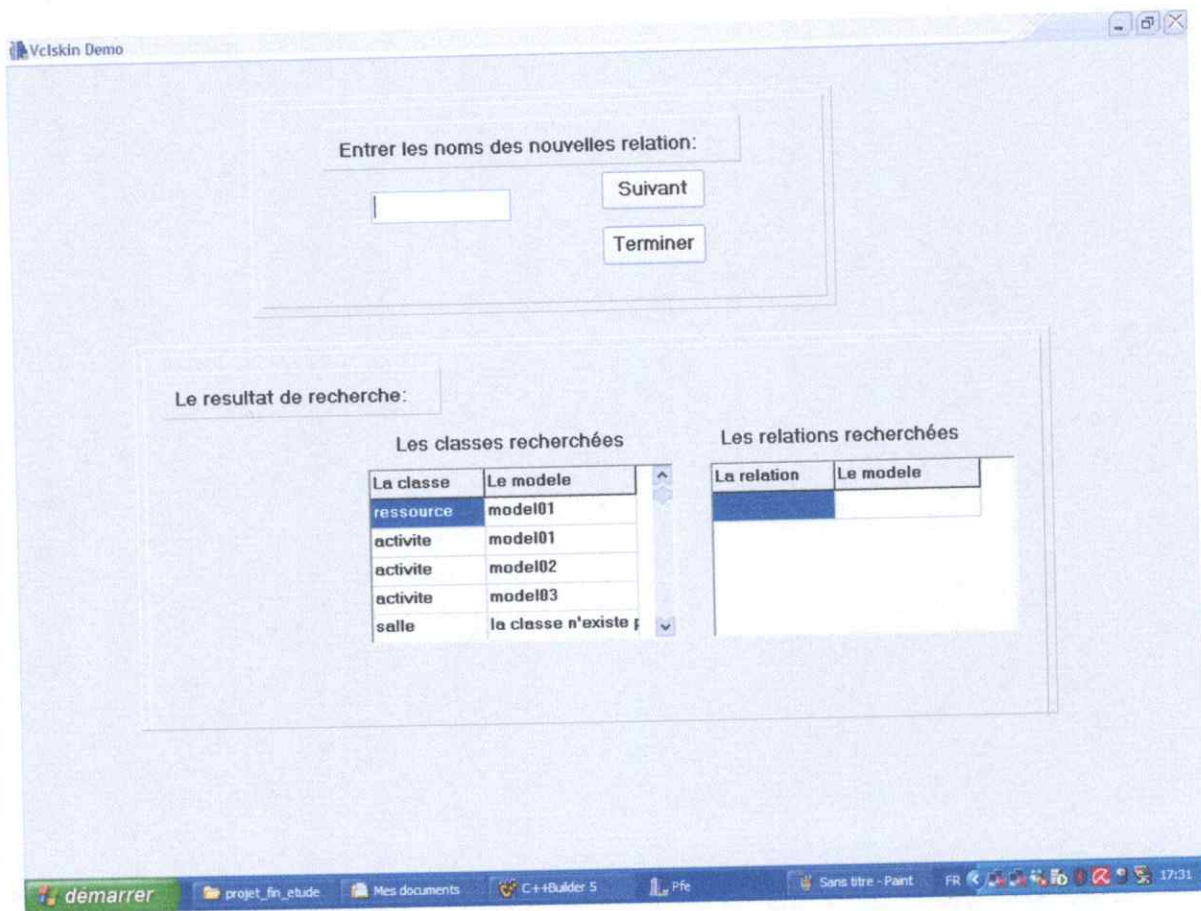 Vclskin Demo
Entrer les noms des nouvelles relation:
Suivant
Terminer
Le resultat de recherche:
Les classes recherchées
Les relations recherchées
La classe Le modele
ressource model01
activite model01
activite model02
activite model03
salle la classe n'existe
La relation Le modele
démarrer projet_fin_etude Mes documents C++Builder 5 Pfe Sans titre - Paint FR 17:31